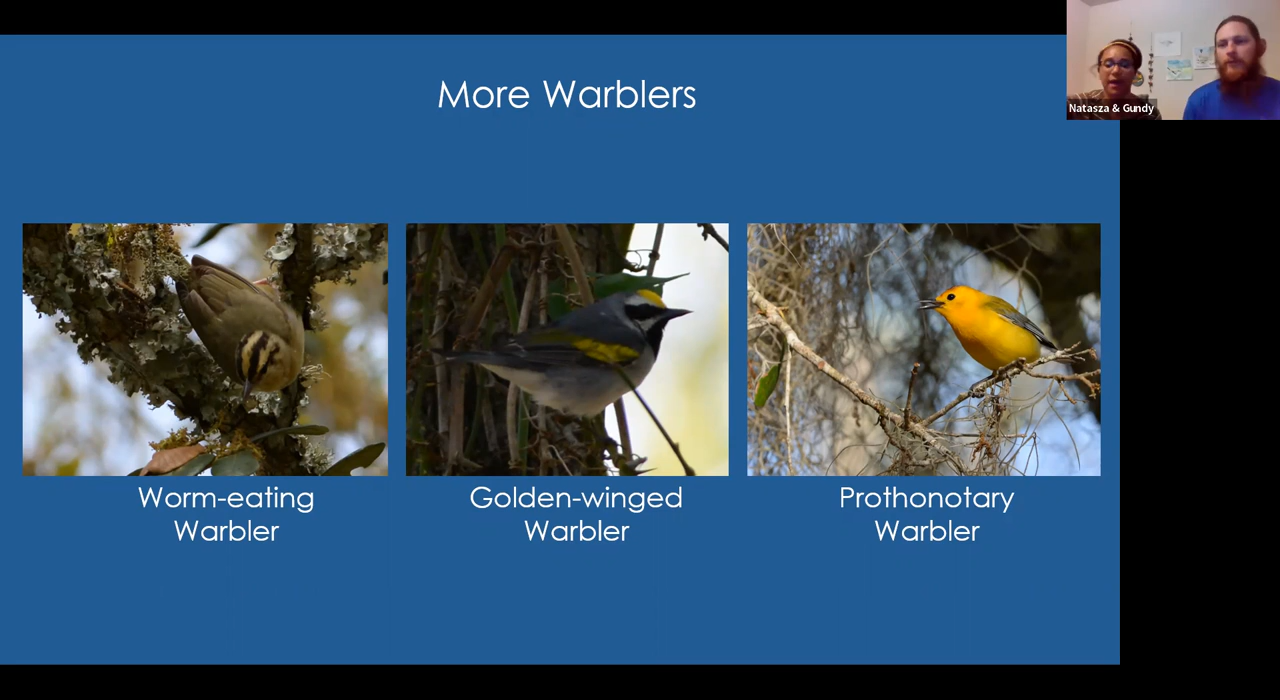 More Warblers
Natasza & Gundy
Worm-eating
Warbler
Golden-winged
Warbler
Prothonotary
Warbler